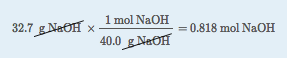 32.7 g NaOH × 1 mol NaOH / 40.0 g NaOH = 0.818 mol NaOH